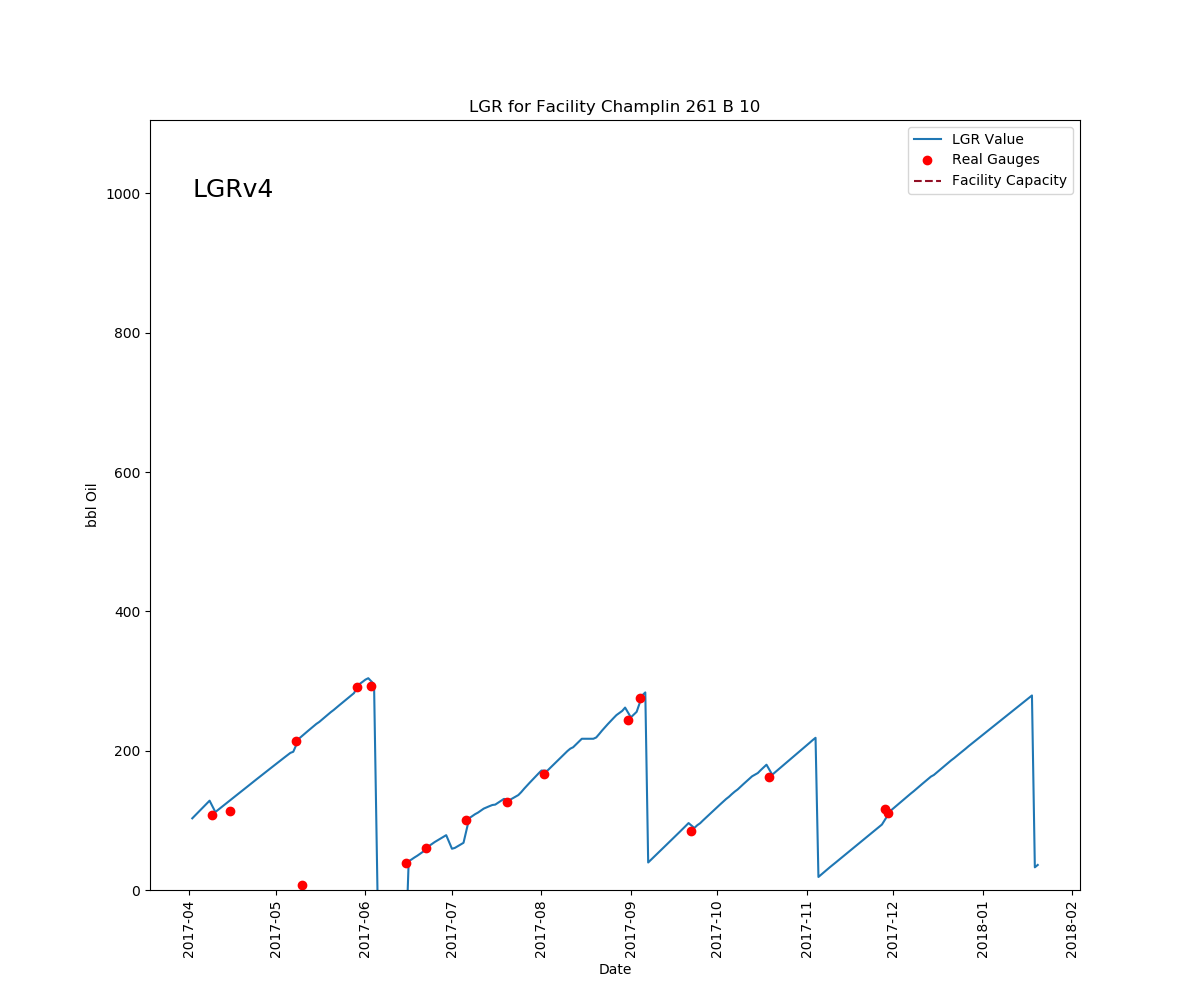 LGR for Facility Champlin 261 B 10
LGR Value
Real Gauges
Facility Capacity
LGRv4
1000
800
600
400
200
0
bbl Oil
2017-04
2017-05
2017-06
2017-07
2017-08
2017-09
2017-10
2017-11
2017-12
2018-01
2018-02
Date